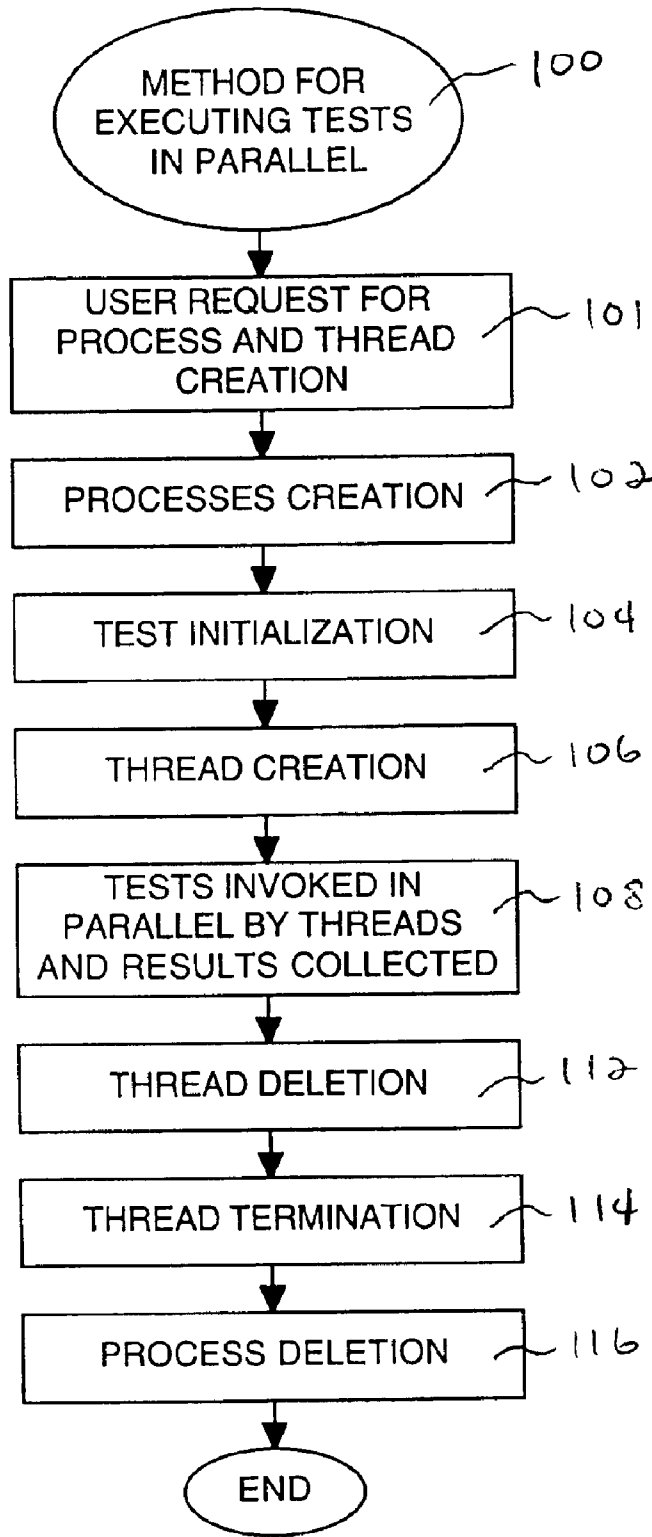 METHOD FOR
EXECUTING TESTS
IN PARALLEL
100
USER REQUEST FOR
PROCESS AND THREAD
CREATION
101
PROCESSES CREATION
102
TEST INITIALIZATION
104
THREAD CREATION
106
TESTS INVOKED IN
PARALLEL BY THREADS
AND RESULTS COLLECTED
108
THREAD DELETION
112
THREAD TERMINATION
114
PROCESS DELETION
116
END